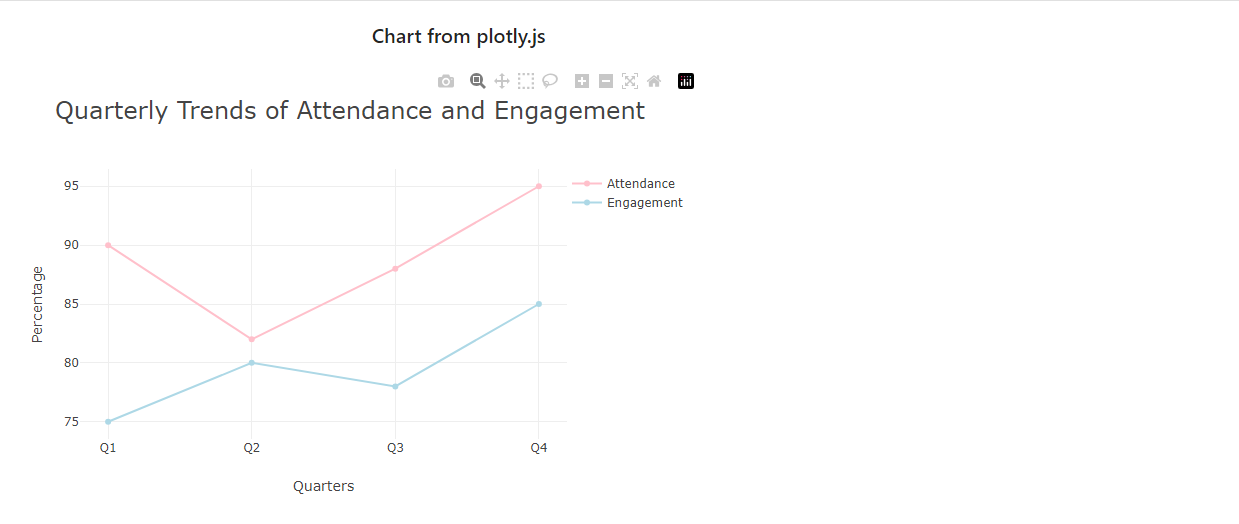 Chart from plotly.js
Quarterly Trends of Attendance and Engagement
95
90
85
80
75
Percentage
Q1 Q2 Q3 Q4
Quarters
Attendance
Engagement